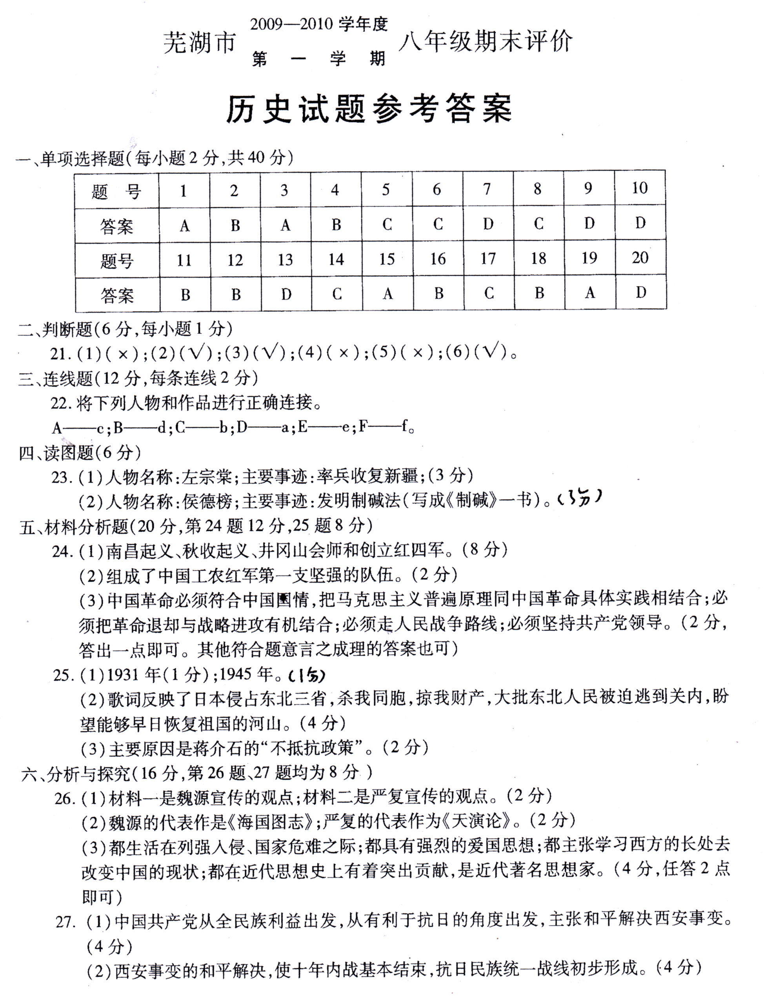 2009—2010 学年度
芜湖市 八年级期末评价
第一学期
历史试题参考答案
一、单项选择题(每小题2分,共40分)
题号 1 2 3 4 5 6 7 8 9 10
答案 A B A B C C D C D D
题号 11 12 13 14 15 16 17 18 19 20
答案 B B D C A B C B A D
二、判断题(6分,每小题1分)
21.(1)(×);(2)(√);(3)(√);(4)(×);(5)(×);(6)(√)。
三、连线题(12分,每条连线2分)
22.将下列人物和作品进行正确连接。
A——c;B——d;C——b;D——a;E——e;F——f。
四、读图题(6分)
23.(1)人物名称:左宗棠;主要事迹:率兵收复新疆;(3分)
(2)人物名称:侯德榜;主要事迹:发明制碱法(写成《制碱》一书)。(3分)
五、材料分析题(20分,第24题12分,25题8分)
24.(1)南昌起义、秋收起义、井冈山会师和创立红四军。(8分)
(2)组成了中国工农红军第一支坚强的队伍。(2分)
(3)中国革命必须符合中国国情,把马克思主义普遍原理同中国革命具体实践相结合;必
须把革命退却与战略进攻有机结合;必须走人民战争路线;必须坚持共产党领导。(2分,
答出一点即可。其他符合题意言之成理的答案也可)
25.(1)1931年(1分);1945年。(1分)
(2)歌词反映了日本侵占东北三省,杀我同胞,掠我财产,大批东北人民被迫逃到关内,盼
望能够早日恢复祖国的河山。(4分)
(3)主要原因是蒋介石的“不抵抗政策”。(2分)
六、分析与探究(16分,第26题、27题均为8分)
26.(1)材料一是魏源宣传的观点;材料二是严复宣传的观点。(2分)
(2)魏源的代表作是《海国图志》;严复的代表作为《天演论》。(2分)
(3)都生活在列强入侵、国家危难之际;都具有强烈的爱国思想;都主张学习西方的长处去
改变中国的现状;都在近代思想史上有着突出贡献,是近代著名思想家。(4分,任答2点
即可)
27.(1)中国共产党从全民族利益出发,从有利于抗日的角度出发,主张和平解决西安事变。
(4分)
(2)西安事变的和平解决,使十年内战基本结束,抗日民族统一战线初步形成。(4分)